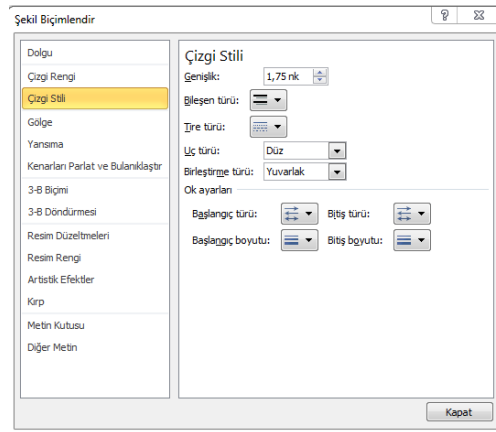 Şekil Biçimlendir
Dolgu
Çizgi Rengi
Çizgi Stili
Gölge
Yansıma
Kenarları Parlat ve Bulanıklaştır
3-B Biçimi
3-B Döndürmesi
Resim Düzeltmeleri
Resim Rengi
Artistik Efektler
Kırp
Metin Kutusu
Diğer Metin
Çizgi Stili
Genişlik: 1,75 nk
Bileşen türü:
Tire türü:
Uç türü: Düz
Birleştirme türü: Yuvarlak
Ok ayarları
Başlangıç türü: Bitiş türü:
Başlangıç boyutu: Bitiş boyutu:
Kapat